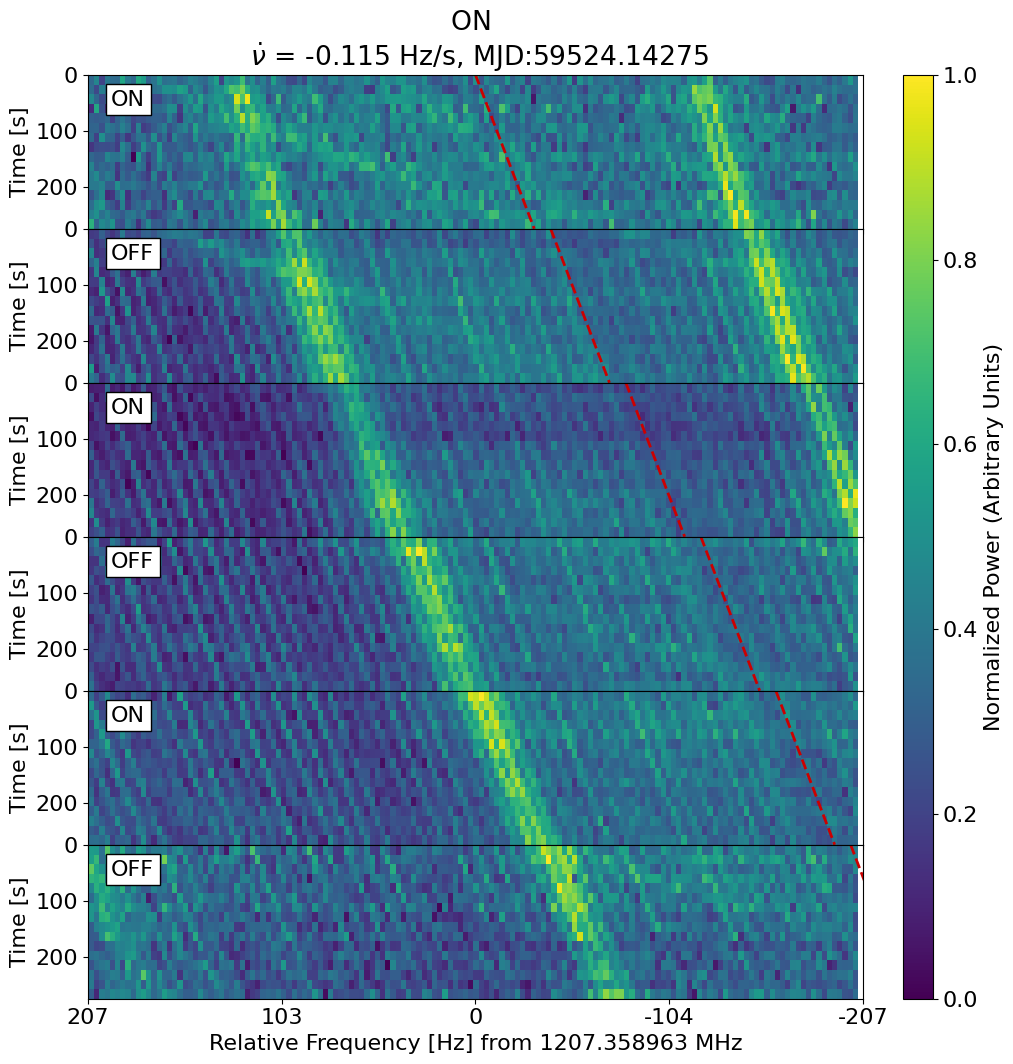 ON
ν̇ = -0.115 Hz/s, MJD:59524.14275
0
ON
100
Time [s]
200
0
OFF
100
Time [s]
200
0
ON
100
Time [s]
200
0
OFF
100
Time [s]
200
0
ON
100
Time [s]
200
0
OFF
100
Time [s]
200
207 103 0 -104 -207
Relative Frequency [Hz] from 1207.358963 MHz
1.0
0.8
0.6
0.4
0.2
0.0
Normalized Power (Arbitrary Units)